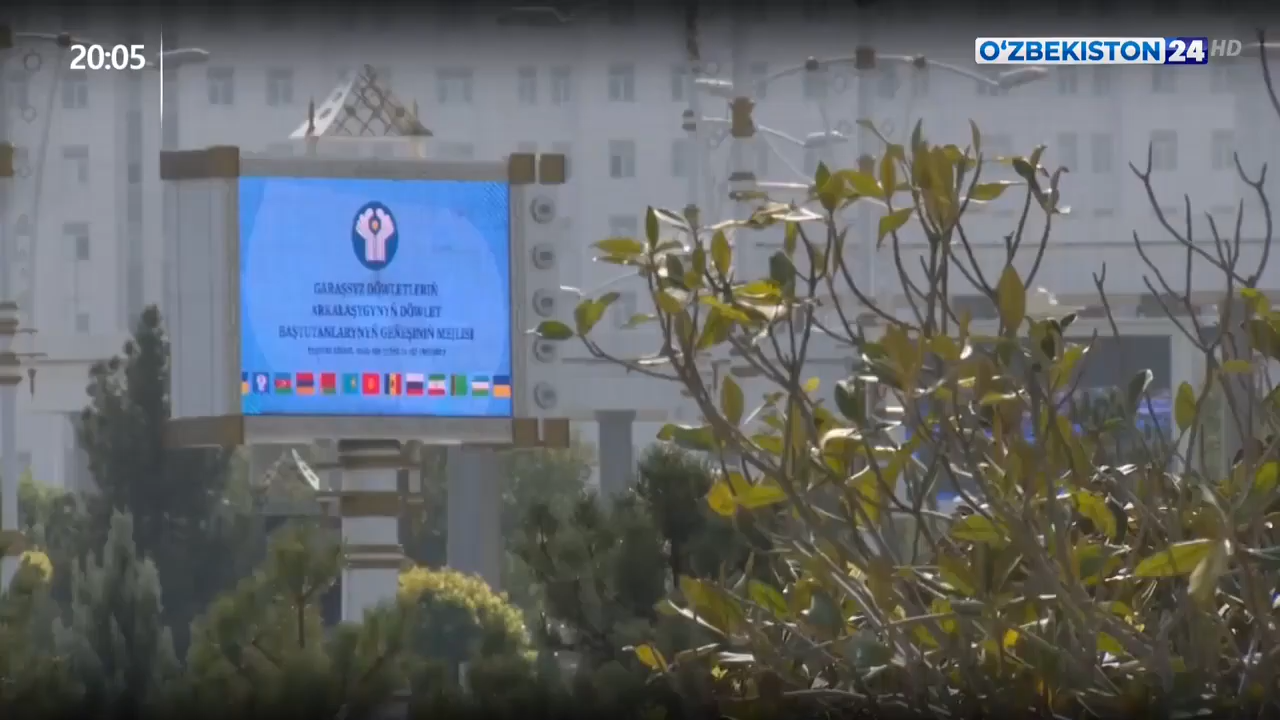 20:05
O‘ZBEKISTON 24 HD
GARAŞSYZ DÖWLETLERIŇ
ARKALAŞYGYNYŇ DÖWLET
BAŞTUTANLARYNYŇ GEŇEŞINIŇ MEJLISI